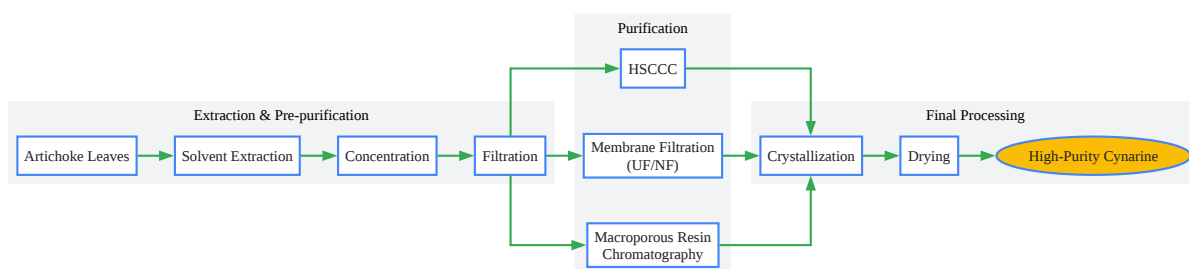 Purification
HSCCC
Extraction & Pre-purification
Final Processing
Artichoke Leaves
Solvent Extraction
Concentration
Filtration
Membrane Filtration
(UF/NF)
Crystallization
Drying
High-Purity Cynarine
Macroporous Resin
Chromatography